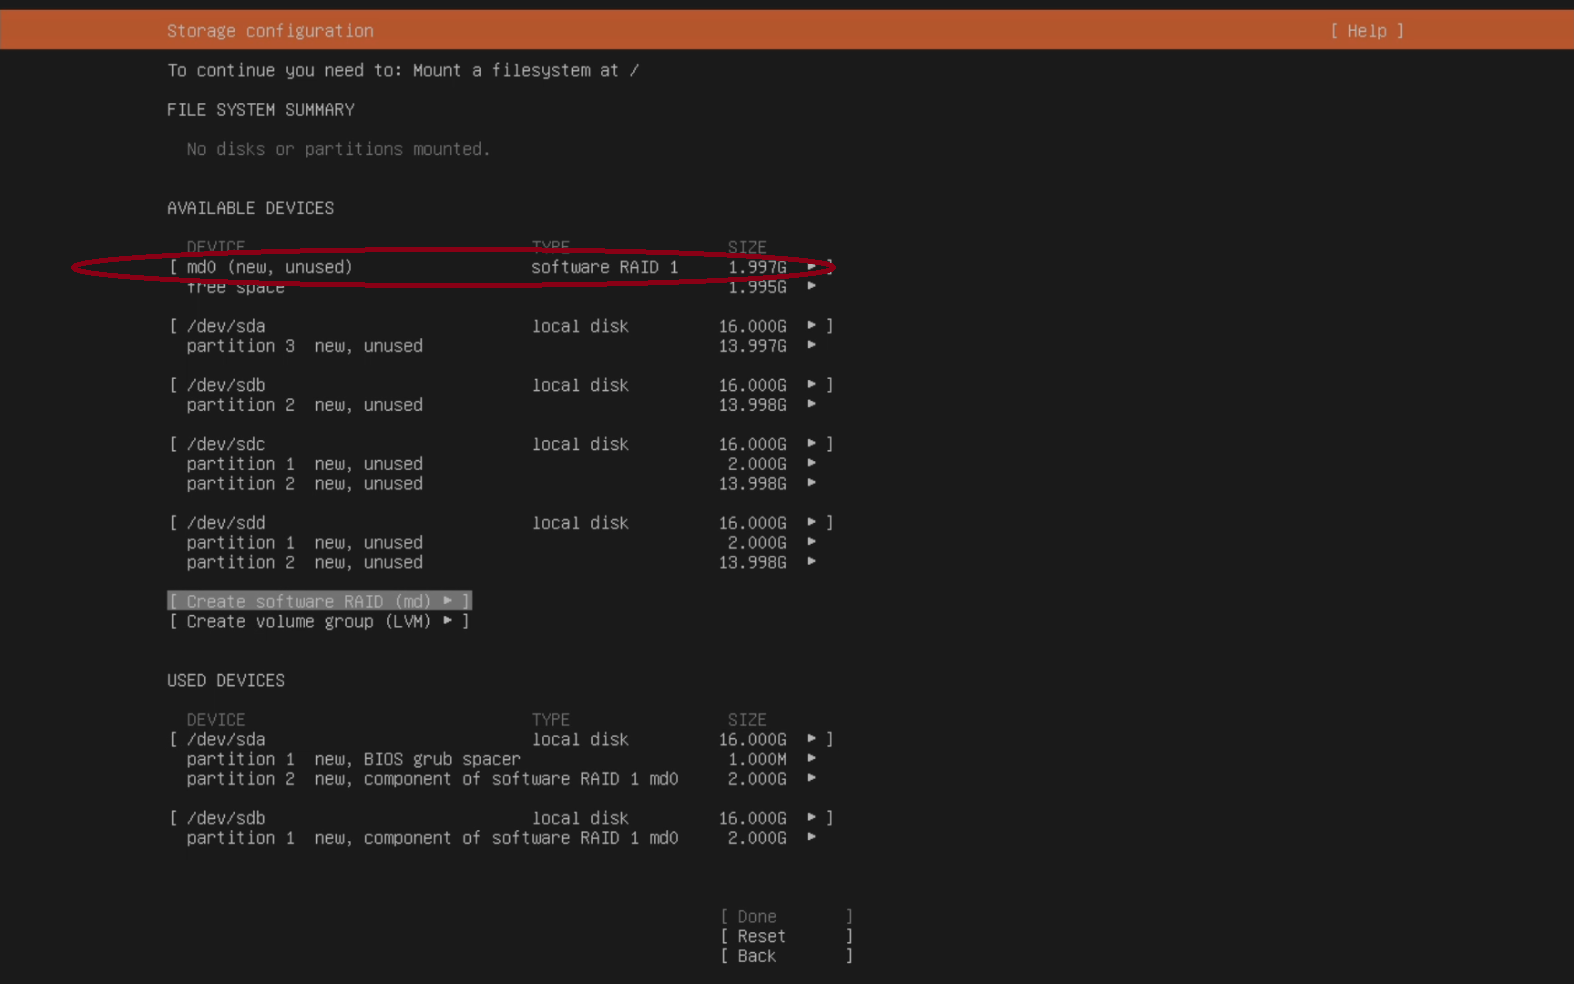 Storage configuration [ Help ]
To continue you need to: Mount a filesystem at /
FILE SYSTEM SUMMARY
No disks or partitions mounted.
AVAILABLE DEVICES
DEVICE TYPE SIZE
[ md0 (new, unused) software RAID 1 1.997G ▸ ]
free space 1.995G ▸
[ /dev/sda local disk 16.000G ▸ ]
partition 3 new, unused 13.997G ▸
[ /dev/sdb local disk 16.000G ▸ ]
partition 2 new, unused 13.998G ▸
[ /dev/sdc local disk 16.000G ▸ ]
partition 1 new, unused 2.000G ▸
partition 2 new, unused 13.998G ▸
[ /dev/sdd local disk 16.000G ▸ ]
partition 1 new, unused 2.000G ▸
partition 2 new, unused 13.998G ▸
[ Create software RAID (md) ▸ ]
[ Create volume group (LVM) ▸ ]
USED DEVICES
DEVICE TYPE SIZE
[ /dev/sda local disk 16.000G ▸ ]
partition 1 new, BIOS grub spacer 1.000M ▸
partition 2 new, component of software RAID 1 md0 2.000G ▸
[ /dev/sdb local disk 16.000G ▸ ]
partition 1 new, component of software RAID 1 md0 2.000G ▸
[ Done ]
[ Reset ]
[ Back ]